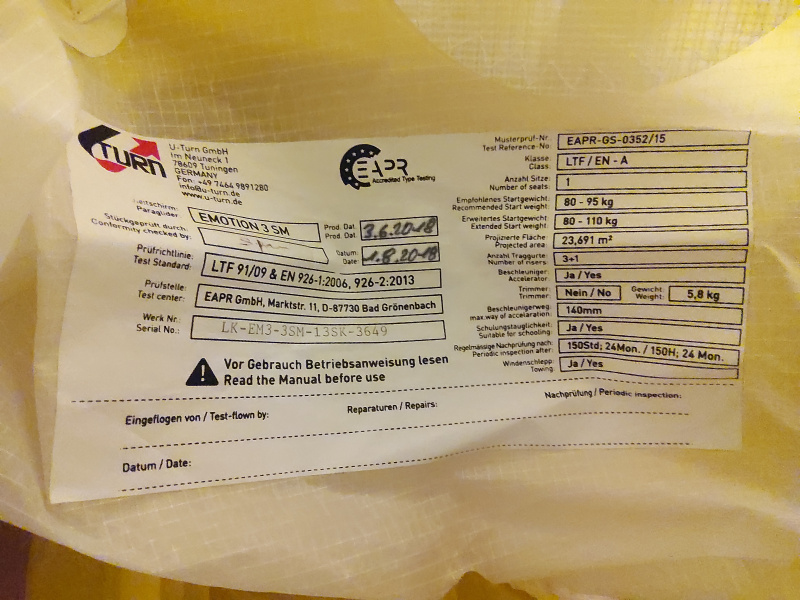 TURN
U-Turn GmbH
Im Neuneck 1
78609 Tuningen
GERMANY
Fon: +49 7464 9891280
info@u-turn.de
www.u-turn.de
EAPR
Accredited Type Testing
Gleitschirm:
Paraglider:
EMOTION 3 SM
Prod. Dat.
Prod. Dat.
3.6.2018
Stückgeprüft durch:
Conformity checked by:
Datum:
Date:
1.8.2018
Prüfrichtlinie:
Test Standard:
LTF 91/09 & EN 926-1:2006, 926-2:2013
Prüfstelle:
Test center:
EAPR GmbH, Marktstr. 11, D-87730 Bad Grönenbach
Werk Nr.:
Serial No.:
LK-EM3-3SM-13SK-3649
Vor Gebrauch Betriebsanweisung lesen
Read the Manual before use
Musterprüf-Nr.
Test Reference-No.
EAPR-GS-0352/15
Klasse:
Class:
LTF / EN - A
Anzahl Sitze:
Number of seats:
1
Empfohlenes Startgewicht:
Recommended Start weight:
80 - 95 kg
Erweitertes Startgewicht:
Extended Start weight:
80 - 110 kg
Projizierte Fläche:
Projected area:
23,691 m²
Anzahl Traggurte:
Number of risers:
3+1
Beschleuniger:
Accelerator:
Ja / Yes
Trimmer:
Trimmer:
Nein / No
Gewicht:
Weight:
5,8 kg
Beschleunigerweg:
max.way of accelaration:
140mm
Schulungstauglichkeit:
Suitable for schooling:
Ja / Yes
Regelmässige Nachprüfung nach:
Periodic inspection after:
150Std; 24Mon. / 150H; 24 Mon.
Windenschlepp:
Towing:
Ja / Yes
Eingeflogen von / Test-flown by:
Reparaturen / Repairs:
Nachprüfung / Periodic inspection:
Datum / Date: